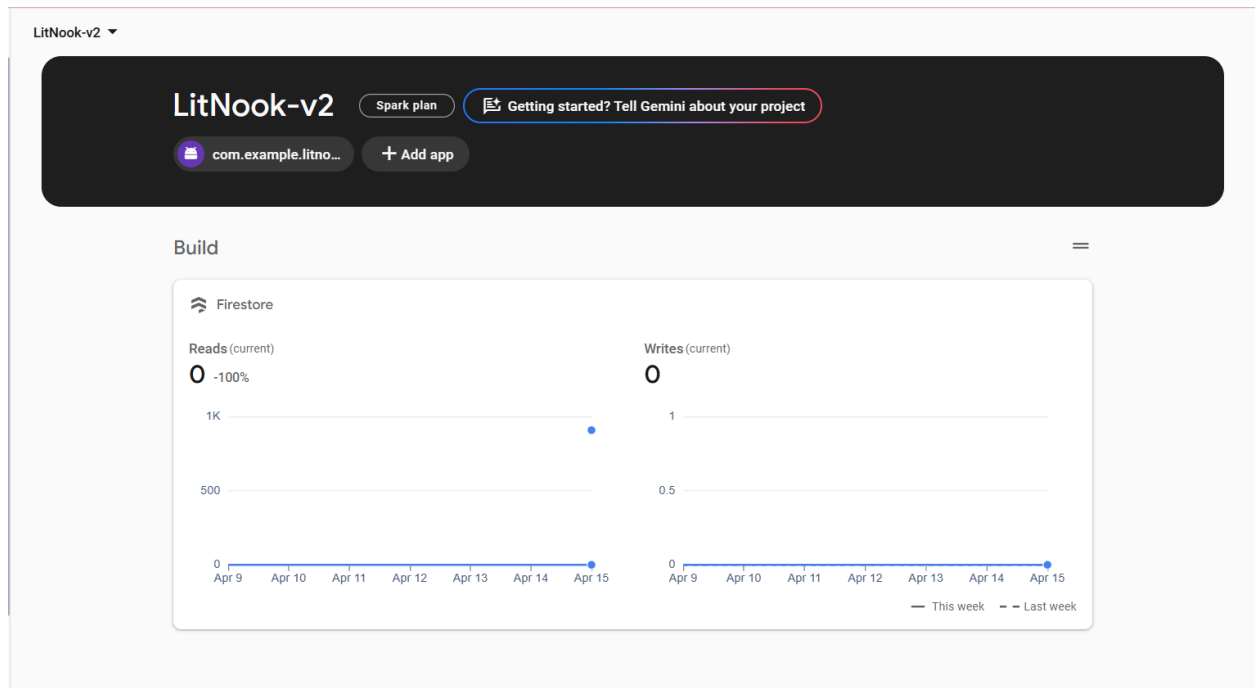 LitNook-v2
LitNook-v2 Spark plan Getting started? Tell Gemini about your project
com.example.litno... + Add app
Build
Firestore
Reads (current)
0 -100%
1K
500
0
Apr 9 Apr 10 Apr 11 Apr 12 Apr 13 Apr 14 Apr 15
Writes (current)
0
1
0.5
0
Apr 9 Apr 10 Apr 11 Apr 12 Apr 13 Apr 14 Apr 15
This week Last week